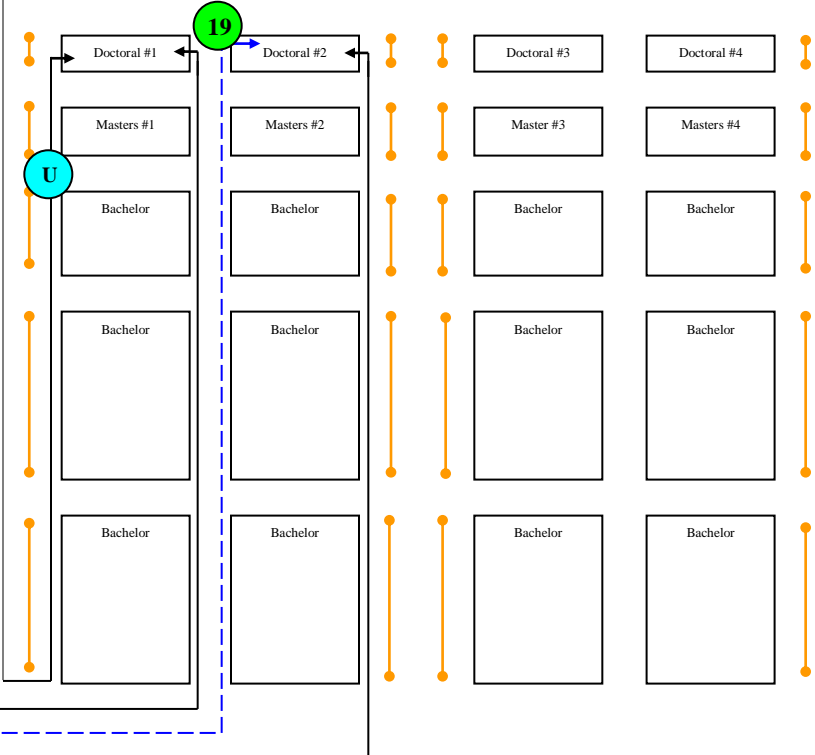 19
Doctoral #1
Doctoral #2
Doctoral #3
Doctoral #4
Masters #1
Masters #2
Master #3
Masters #4
U
Bachelor
Bachelor
Bachelor
Bachelor
Bachelor
Bachelor
Bachelor
Bachelor
Bachelor
Bachelor
Bachelor
Bachelor